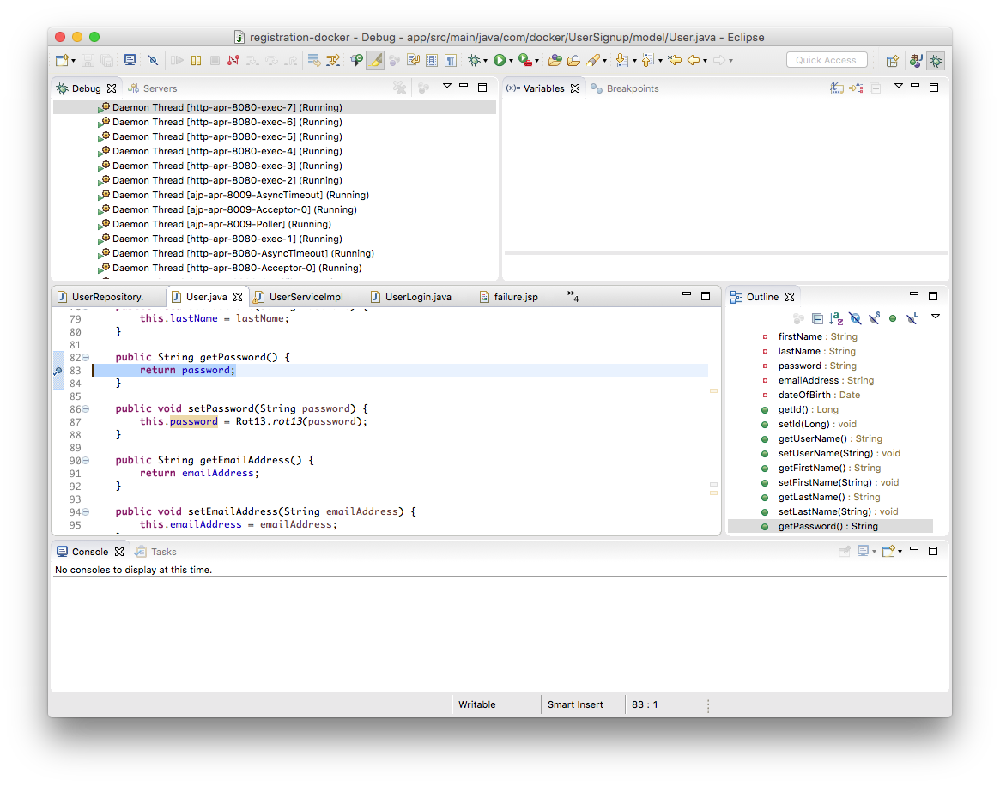 registration-docker - Debug - app/src/main/java/com/docker/UserSignup/model/User.java - Eclipse
Quick Access
Debug Servers
Daemon Thread [http-apr-8080-exec-7] (Running)
Daemon Thread [http-apr-8080-exec-6] (Running)
Daemon Thread [http-apr-8080-exec-5] (Running)
Daemon Thread [http-apr-8080-exec-4] (Running)
Daemon Thread [http-apr-8080-exec-3] (Running)
Daemon Thread [http-apr-8080-exec-2] (Running)
Daemon Thread [ajp-apr-8009-AsyncTimeout] (Running)
Daemon Thread [ajp-apr-8009-Acceptor-0] (Running)
Daemon Thread [ajp-apr-8009-Poller] (Running)
Daemon Thread [http-apr-8080-exec-1] (Running)
Daemon Thread [http-apr-8080-AsyncTimeout] (Running)
Daemon Thread [http-apr-8080-Acceptor-0] (Running)
(x)= Variables Breakpoints
UserRepository. User.java UserServiceImpl UserLogin.java failure.jsp »4
79 this.lastName = lastName;
80 }
81
82 public String getPassword() {
83 return password;
84 }
85
86 public void setPassword(String password) {
87 this.password = Rot13.rot13(password);
88 }
89
90 public String getEmailAddress() {
91 return emailAddress;
92 }
93
94 public void setEmailAddress(String emailAddress) {
95 this.emailAddress = emailAddress;
Outline
firstName : String
lastName : String
password : String
emailAddress : String
dateOfBirth : Date
getId() : Long
setId(Long) : void
getUserName() : String
setUserName(String) : void
getFirstName() : String
setFirstName(String) : void
getLastName() : String
setLastName(String) : void
getPassword() : String
Console Tasks
No consoles to display at this time.
Writable Smart Insert 83 : 1